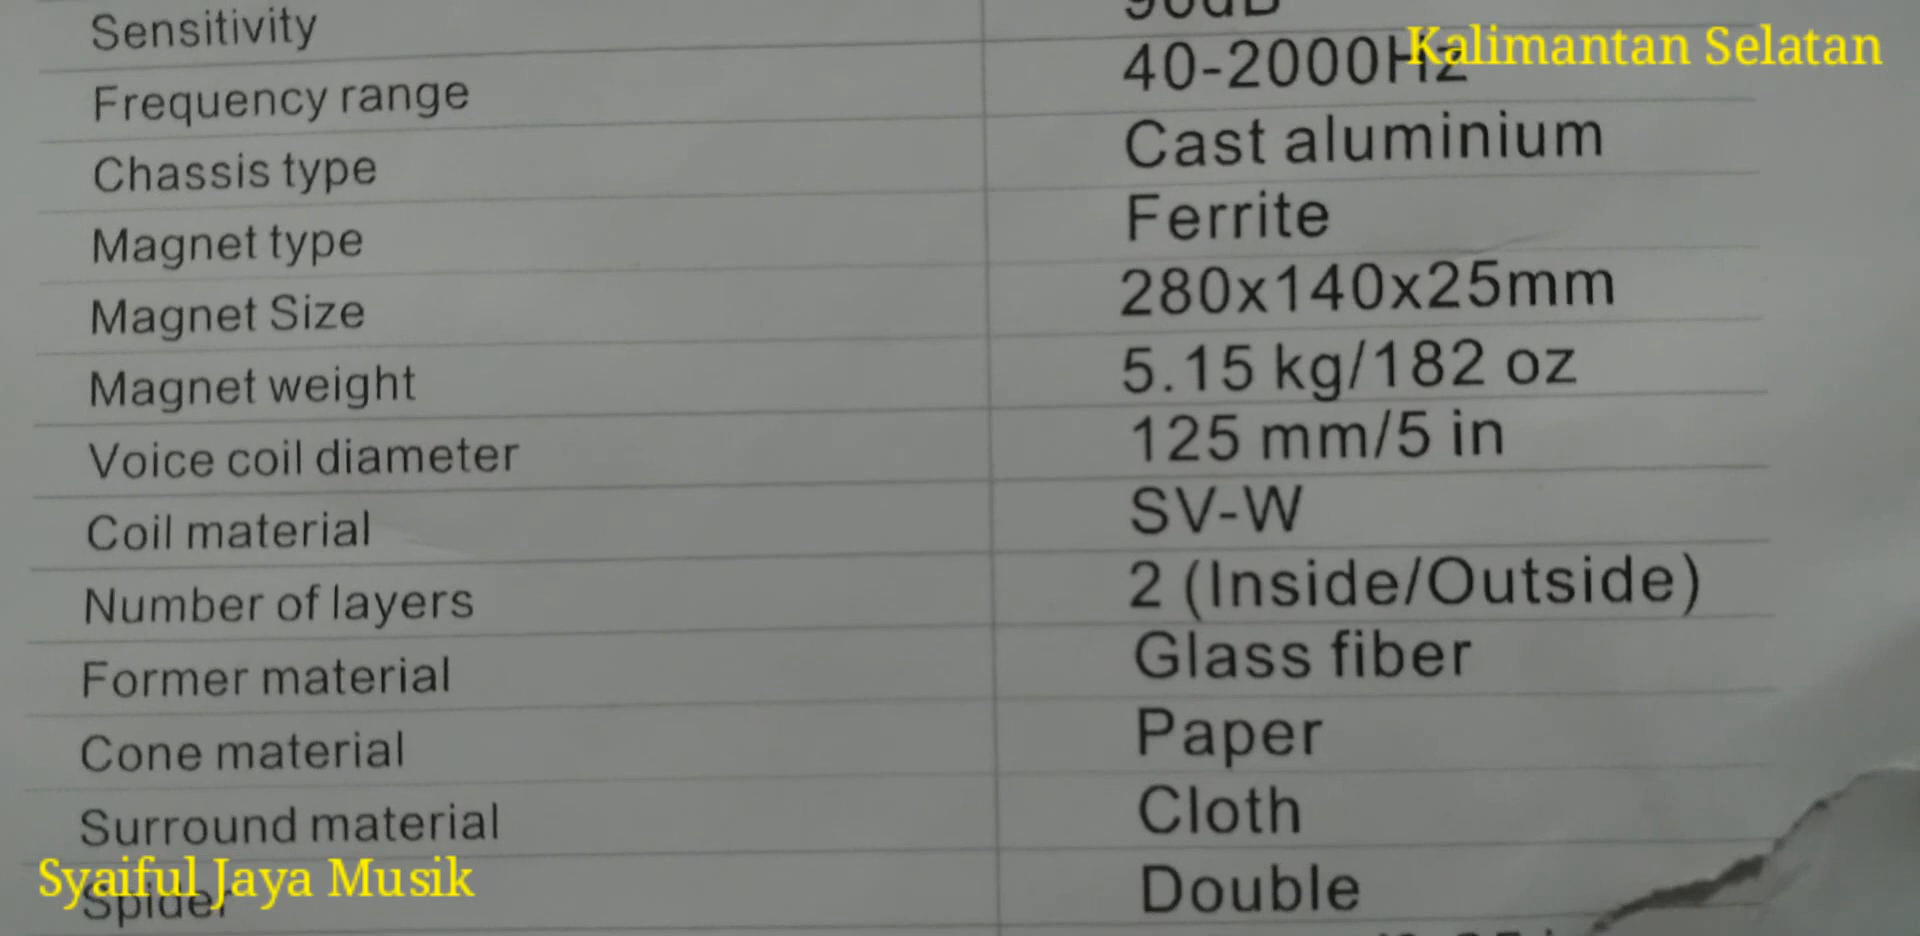 Sensitivity
Kalimantan Selatan
Frequency range 40-2000Hz
Chassis type Cast aluminium
Magnet type Ferrite
Magnet Size 280x140x25mm
Magnet weight 5.15 kg/182 oz
Voice coil diameter 125 mm/5 in
Coil material SV-W
Number of layers 2 (Inside/Outside)
Former material Glass fiber
Cone material Paper
Surround material Cloth
Syaiful Jaya Musik
Spider Double